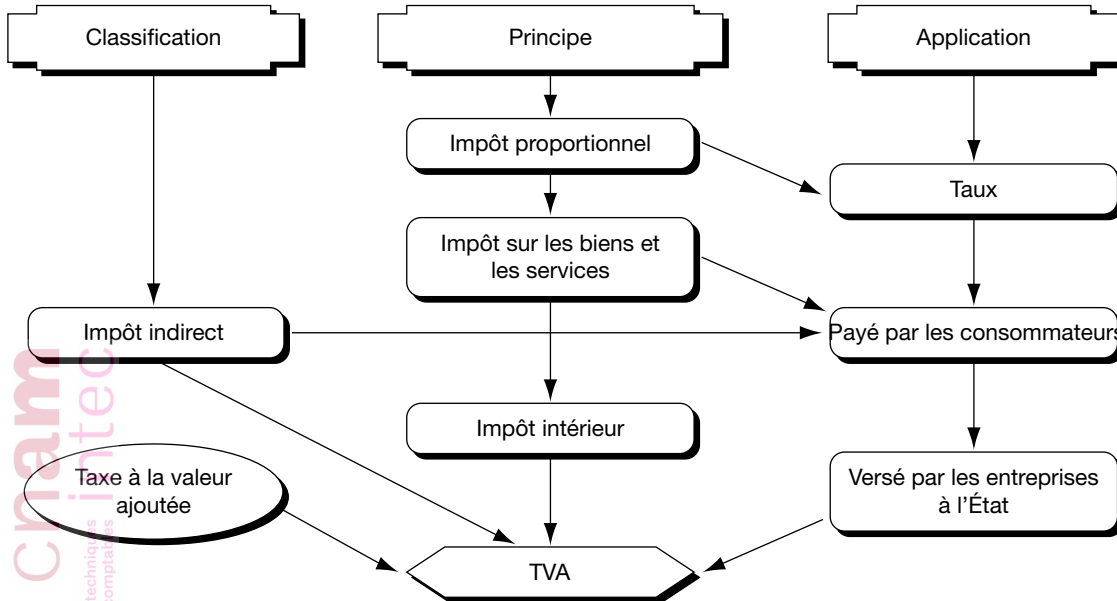 Classification
Principe
Application
Impôt proportionnel
Taux
Impôt sur les biens et
les services
Impôt indirect
Payé par les consommateurs
Impôt intérieur
Taxe à la valeur
ajoutée
Versé par les entreprises
à l'État
TVA
cnam
intec
techniques
comptables